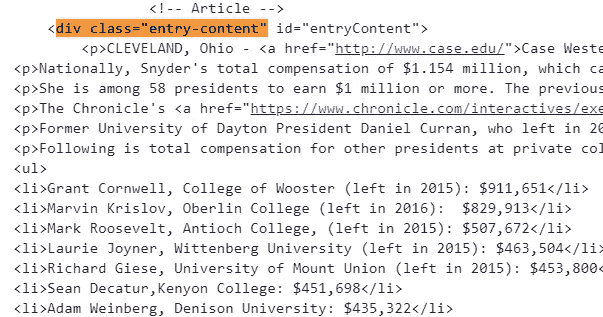 <!-- Article -->
<div class="entry-content" id="entryContent">
<p>CLEVELAND, Ohio - <a href="http://www.case.edu/">Case Weste
<p>Nationally, Snyder's total compensation of $1.154 million, which ca
<p>She is among 58 presidents to earn $1 million or more. The previous
<p>The Chronicle's <a href="https://www.chronicle.com/interactives/exe
<p>Former University of Dayton President Daniel Curran, who left in 20
<p>Following is total compensation for other presidents at private col
<ul>
<li>Grant Cornwell, College of Wooster (left in 2015): $911,651</li>
<li>Marvin Krislov, Oberlin College (left in 2016):  $829,913</li>
<li>Mark Roosevelt, Antioch College, (left in, 2015): $507,672</li>
<li>Laurie Joyner, Wittenberg University (left in 2015): $463,504</li>
<li>Richard Giese, University of Mount Union (left in 2015): $453,800<
<li>Sean Decatur,Kenyon College: $451,698</li>
<li>Adam Weinberg, Denison University: $435,322</li>